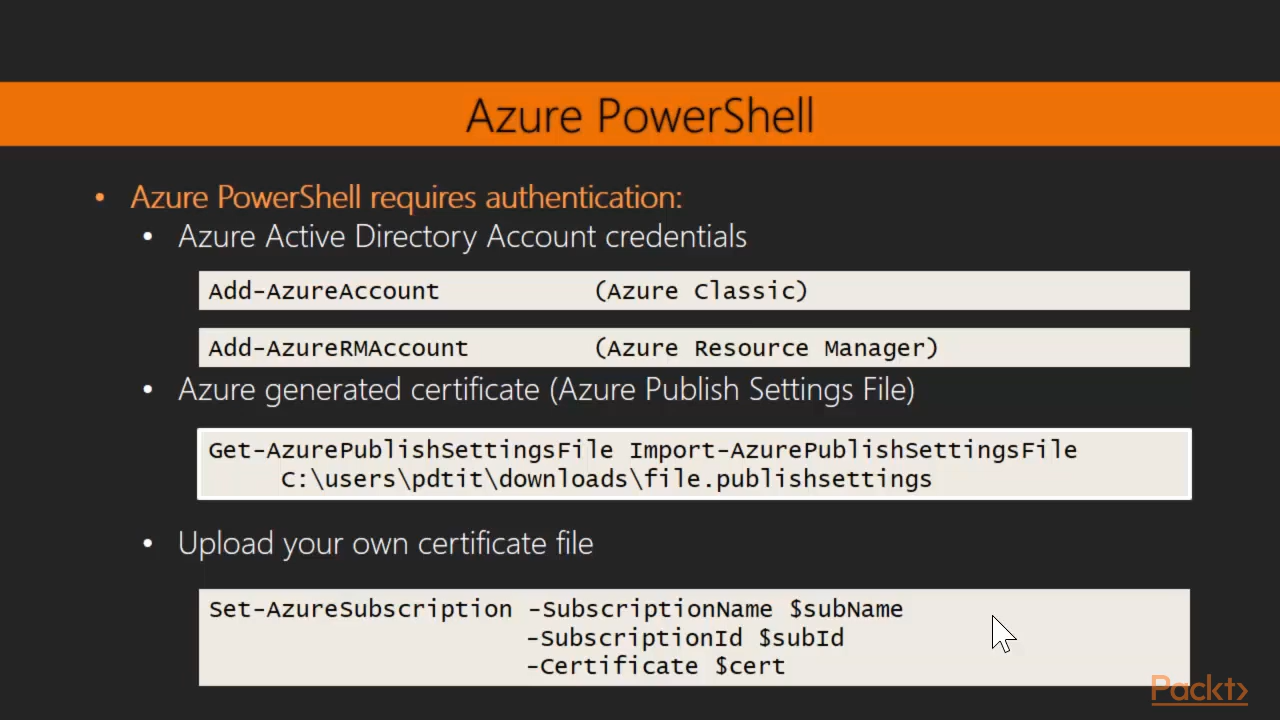 Azure PowerShell
• Azure PowerShell requires authentication:
• Azure Active Directory Account credentials
Add-AzureAccount (Azure Classic)
Add-AzureRMAccount (Azure Resource Manager)
• Azure generated certificate (Azure Publish Settings File)
Get-AzurePublishSettingsFile Import-AzurePublishSettingsFile
C:\users\pdtit\downloads\file.publishsettings
• Upload your own certificate file
Set-AzureSubscription -SubscriptionName $subName
-SubscriptionId $subId
-Certificate $cert
Packt>